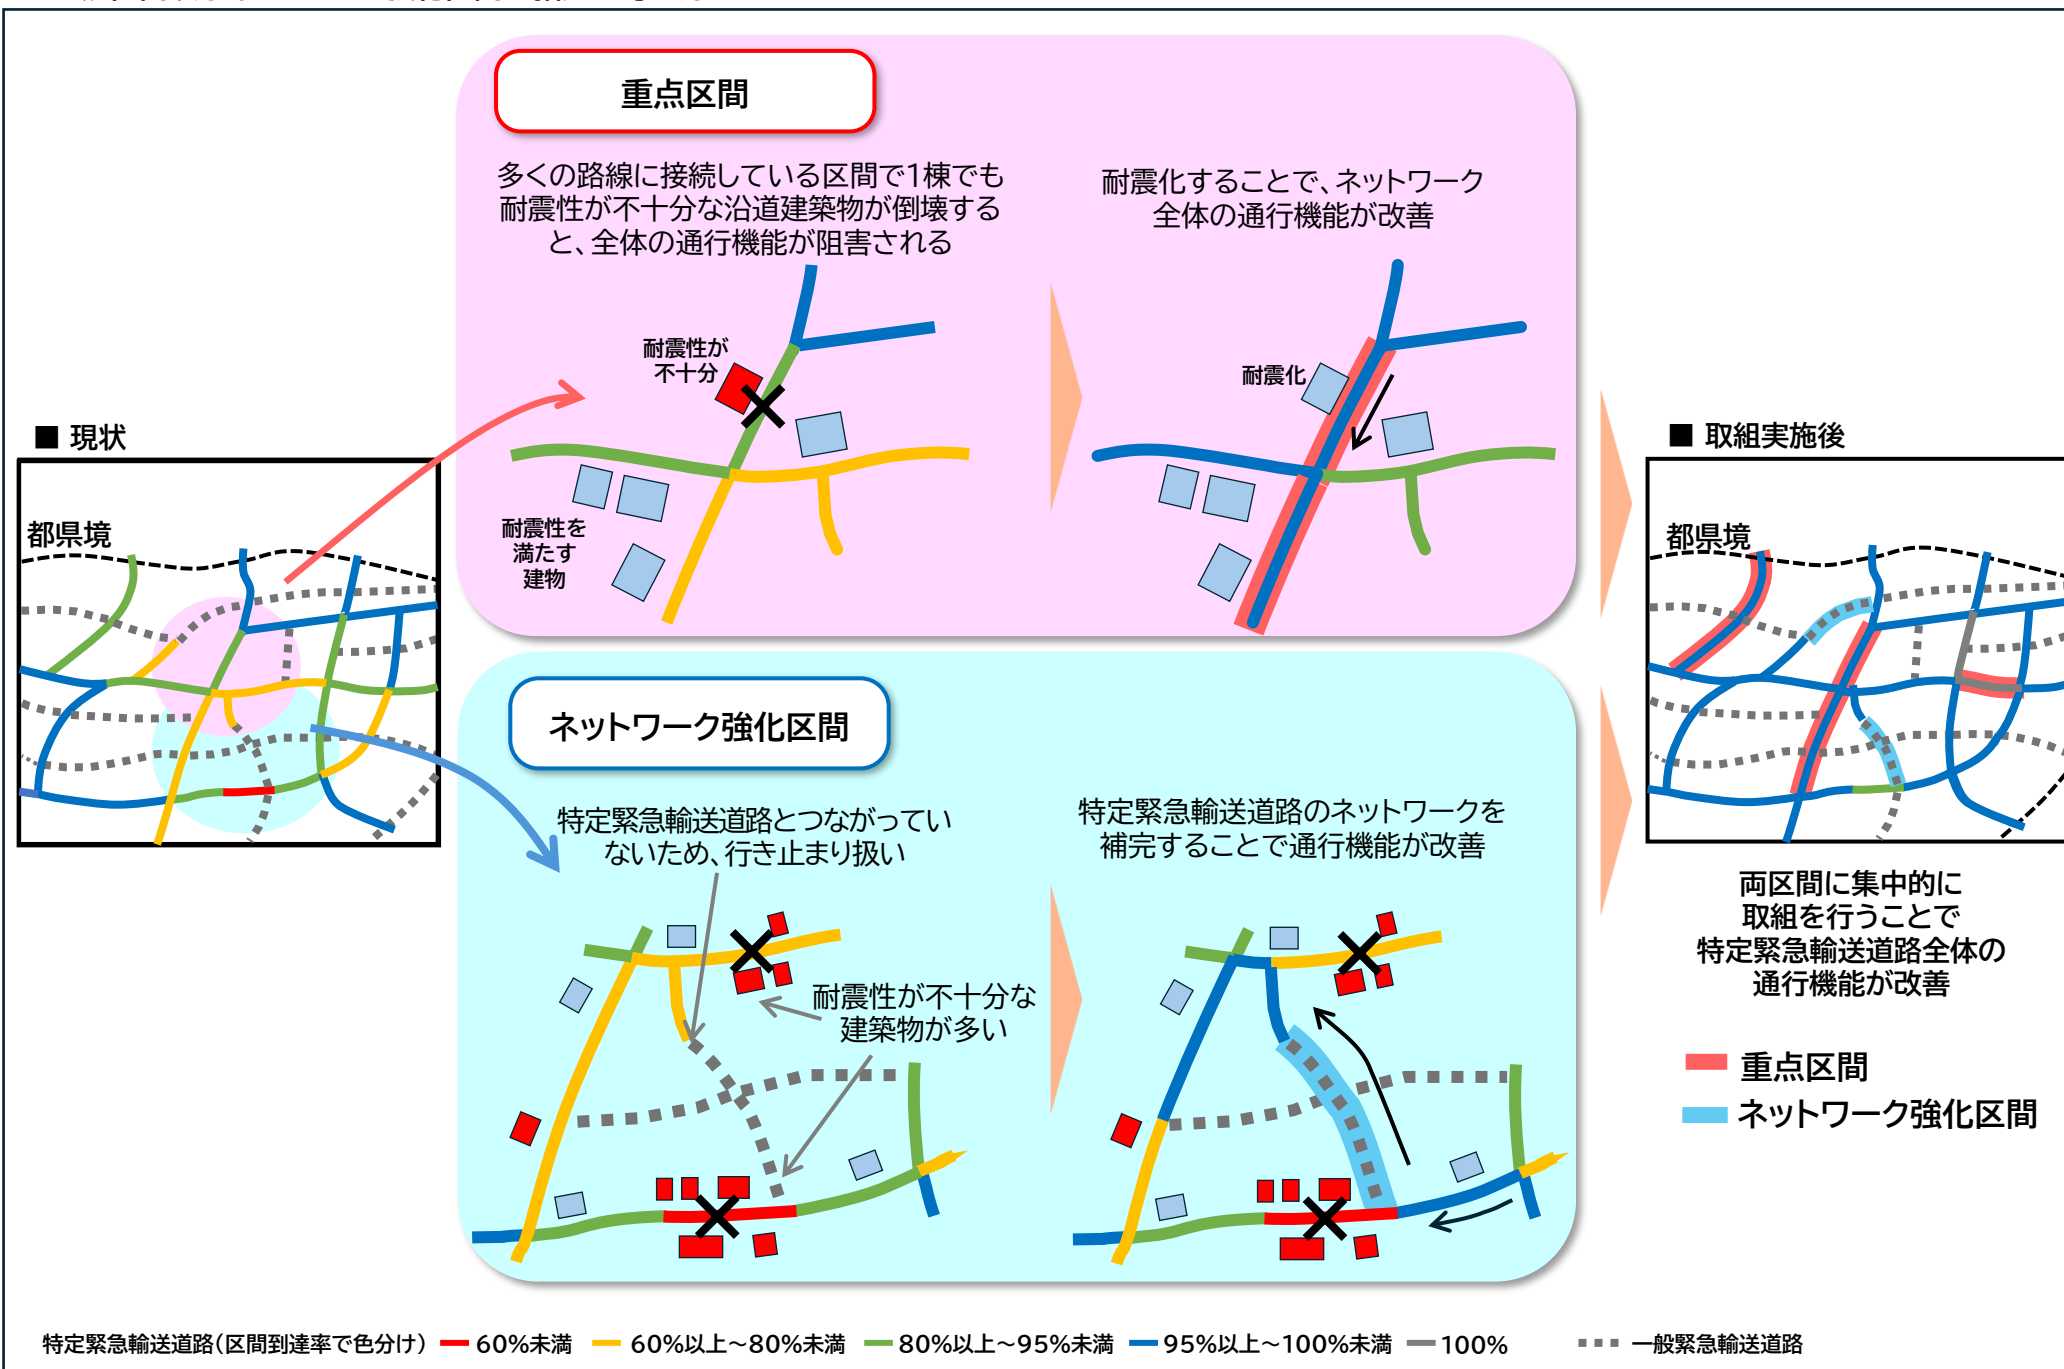 重点区間
多くの路線に接続している区間で1棟でも
耐震性が不十分な沿道建築物が倒壊する
と、全体の通行機能が阻害される
耐震化することで、ネットワーク
全体の通行機能が改善
耐震性が
不十分
耐震性を
満たす
建物
耐震化
■ 現状
都県境
ネットワーク強化区間
特定緊急輸送道路とつながってい
ないため、行き止まり扱い
耐震性が不十分な
建築物が多い
特定緊急輸送道路のネットワークを
補完することで通行機能が改善
■ 取組実施後
都県境
両区間に集中的に
取組を行うことで
特定緊急輸送道路全体の
通行機能が改善
重点区間
ネットワーク強化区間
特定緊急輸送道路(区間到達率で色分け) 60%未満 60%以上～80%未満 80%以上～95%未満 95%以上～100%未満 100% 一般緊急輸送道路